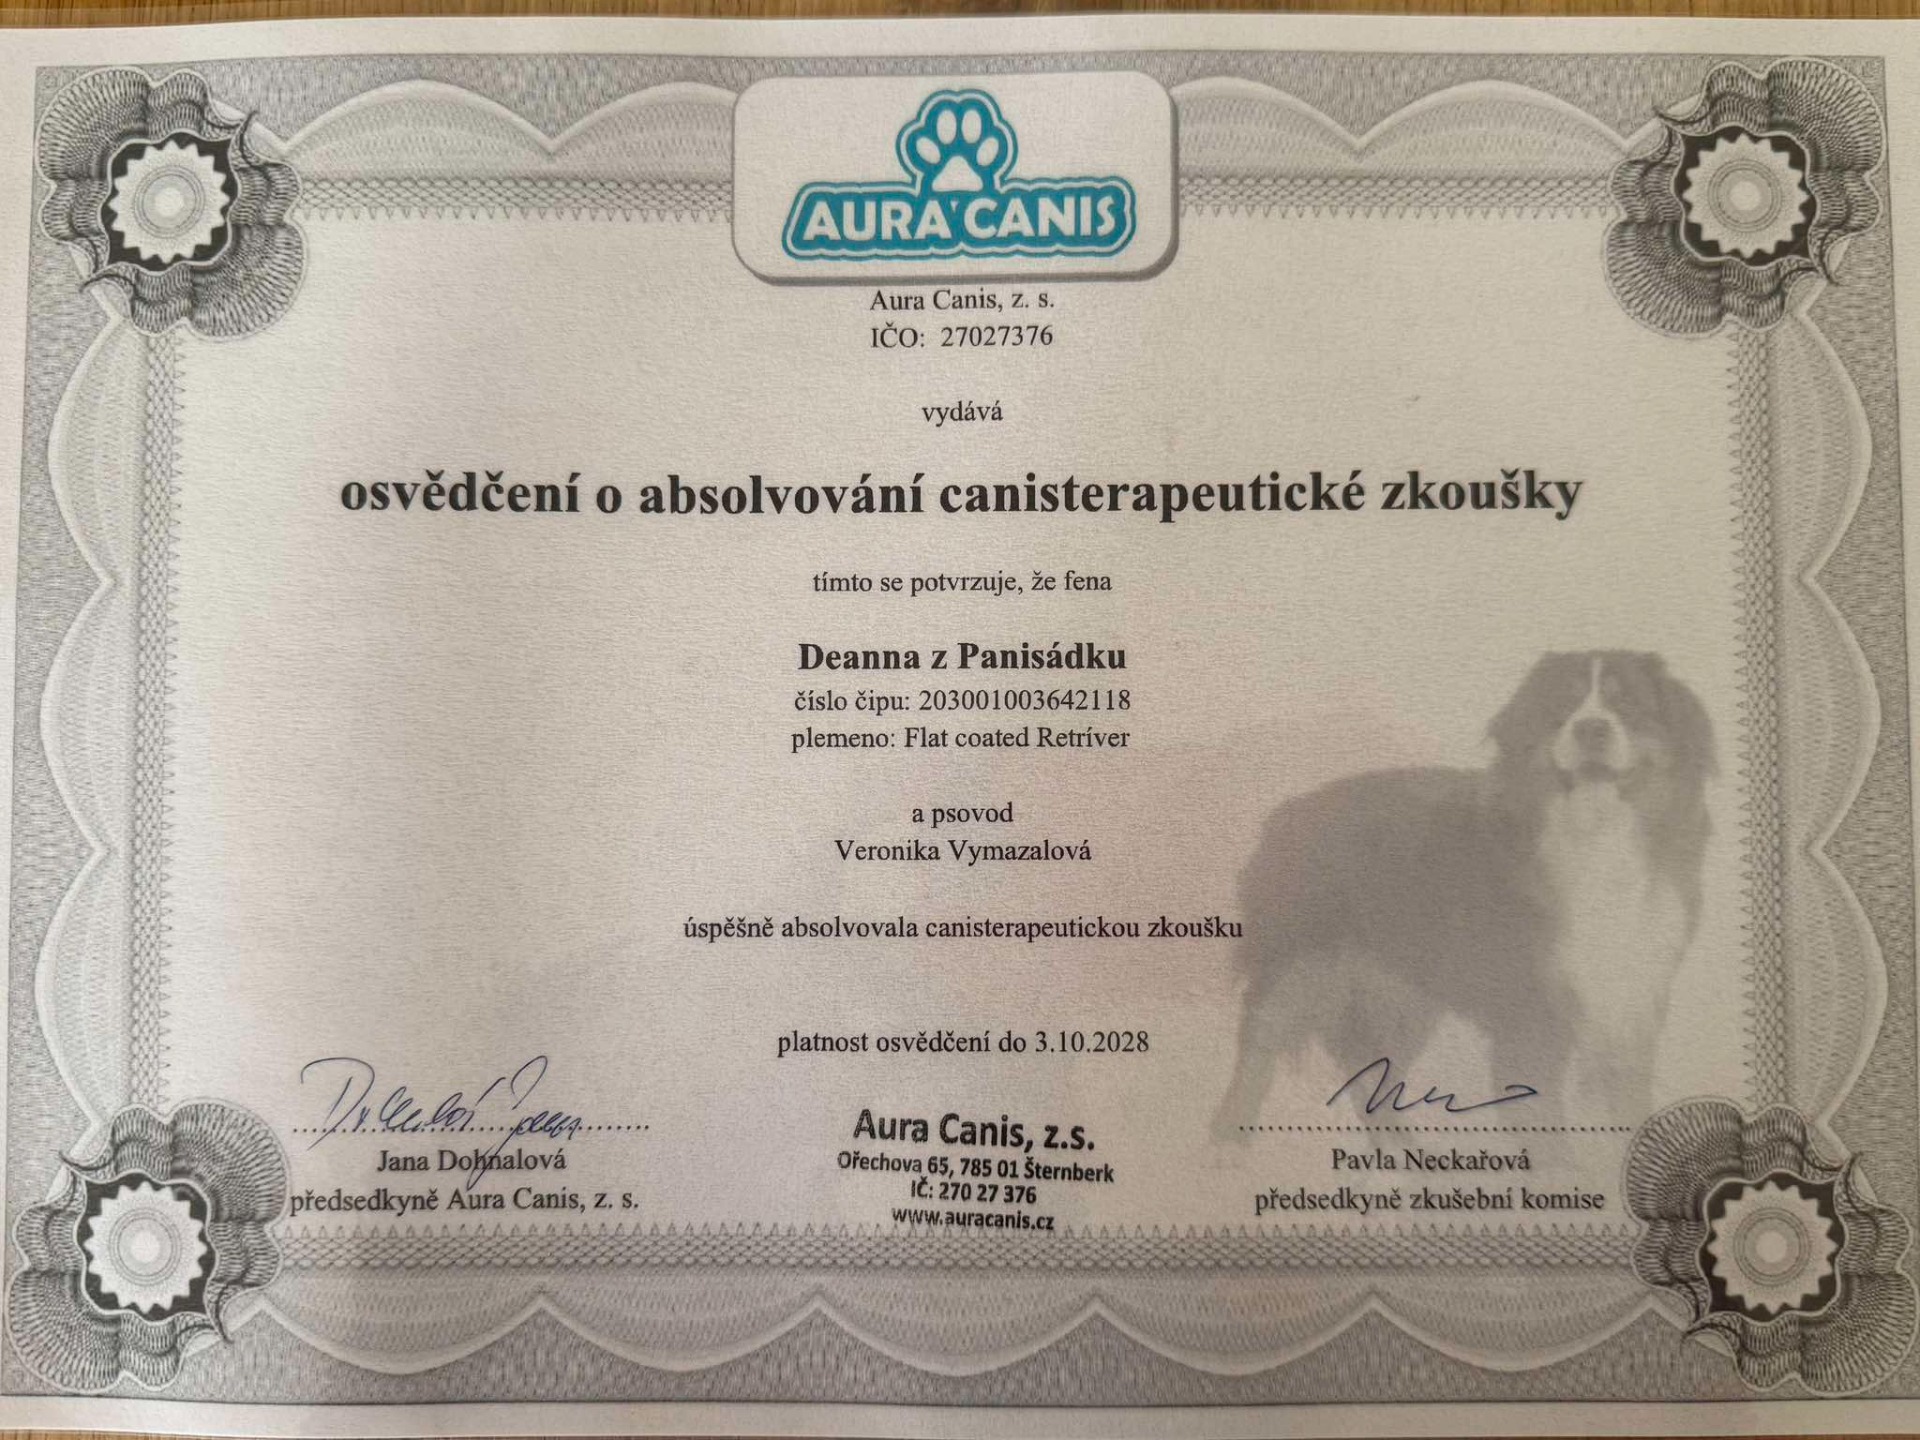 AURA CANIS
Aura Canis, z. s.
IČO: 27027376
vydává
osvědčení o absolvování canisterapeutické zkoušky
tímto se potvrzuje, že fena
Deanna z Panisádku
číslo čipu: 203001003642118
plemeno: Flat coated Retríver
a psovod
Veronika Vymazalová
úspěšně absolvovala canisterapeutickou zkoušku
platnost osvědčení do 3.10.2028
Jana Dohnalová
předsedkyně Aura Canis, z. s.
Aura Canis, z.s.
Ořechova 65, 785 01 Šternberk
IČ: 270 27 376
www.auracanis.cz
Pavla Neckařová
předsedkyně zkušební komise